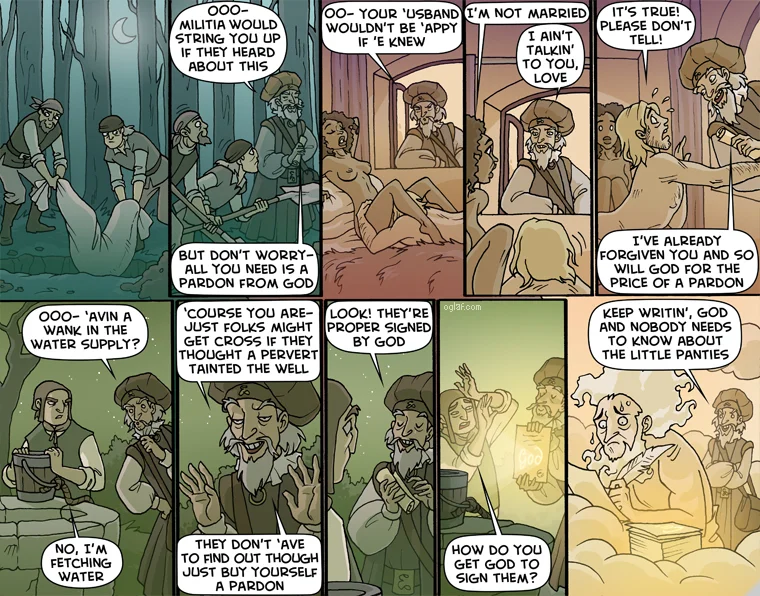 OOO-
MILITIA WOULD
STRING YOU UP
IF THEY HEARD
ABOUT THIS
BUT DON'T WORRY-
ALL YOU NEED IS A
PARDON FROM GOD
OO- YOUR 'USBAND
WOULDN'T BE 'APPY
IF 'E KNEW
I'M NOT MARRIED
I AIN'T
TALKIN'
TO YOU,
LOVE
IT'S TRUE!
PLEASE DON'T
TELL!
I'VE ALREADY
FORGIVEN YOU AND SO
WILL GOD FOR THE
PRICE OF A PARDON
OOO- 'AVIN A
WANK IN THE
WATER SUPPLY?
NO, I'M
FETCHING
WATER
'COURSE YOU ARE-
JUST FOLKS MIGHT
GET CROSS IF THEY
THOUGHT A PERVERT
TAINTED THE WELL
THEY DON'T 'AVE
TO FIND OUT THOUGH
JUST BUY YOURSELF
A PARDON
LOOK! THEY'RE
PROPER SIGNED
BY GOD
oglaf.com
god
HOW DO YOU
GET GOD TO
SIGN THEM?
KEEP WRITIN', GOD
AND NOBODY NEEDS
TO KNOW ABOUT
THE LITTLE PANTIES